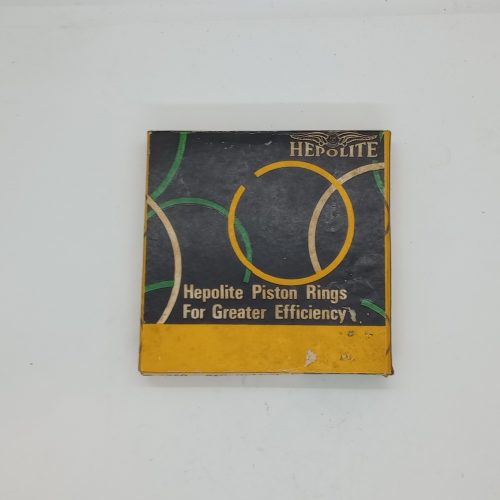 HEPOLITE
Hepolite Piston Rings
For Greater Efficiency